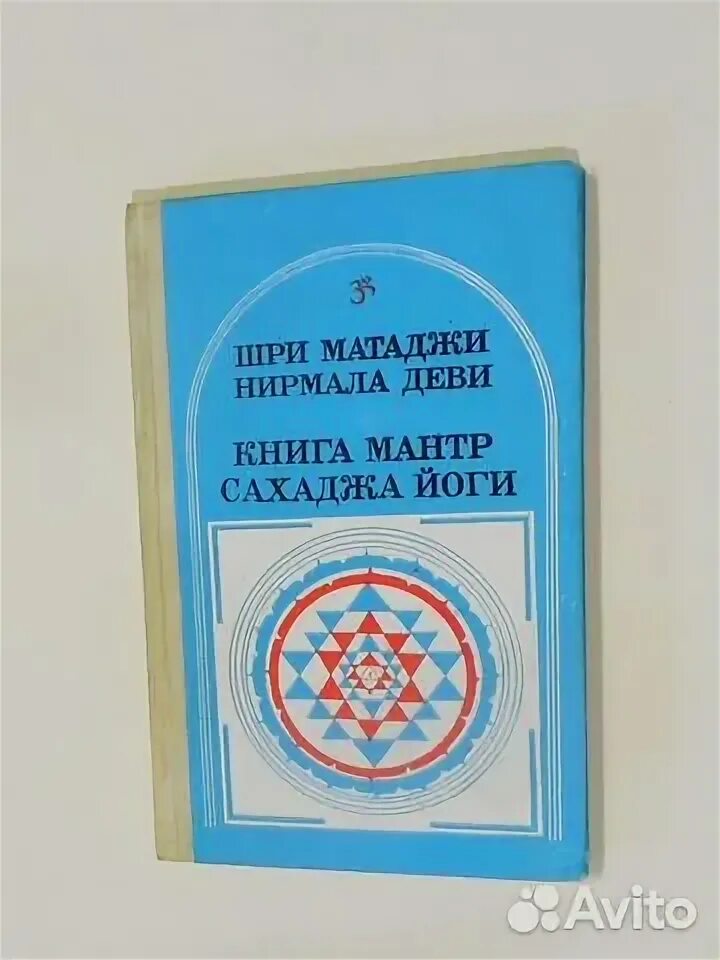 ॐ
ШРИ МАТАДЖИ
НИРМАЛА ДЕВИ
КНИГА МАНТР
САХАДЖА ЙОГИ
Avito